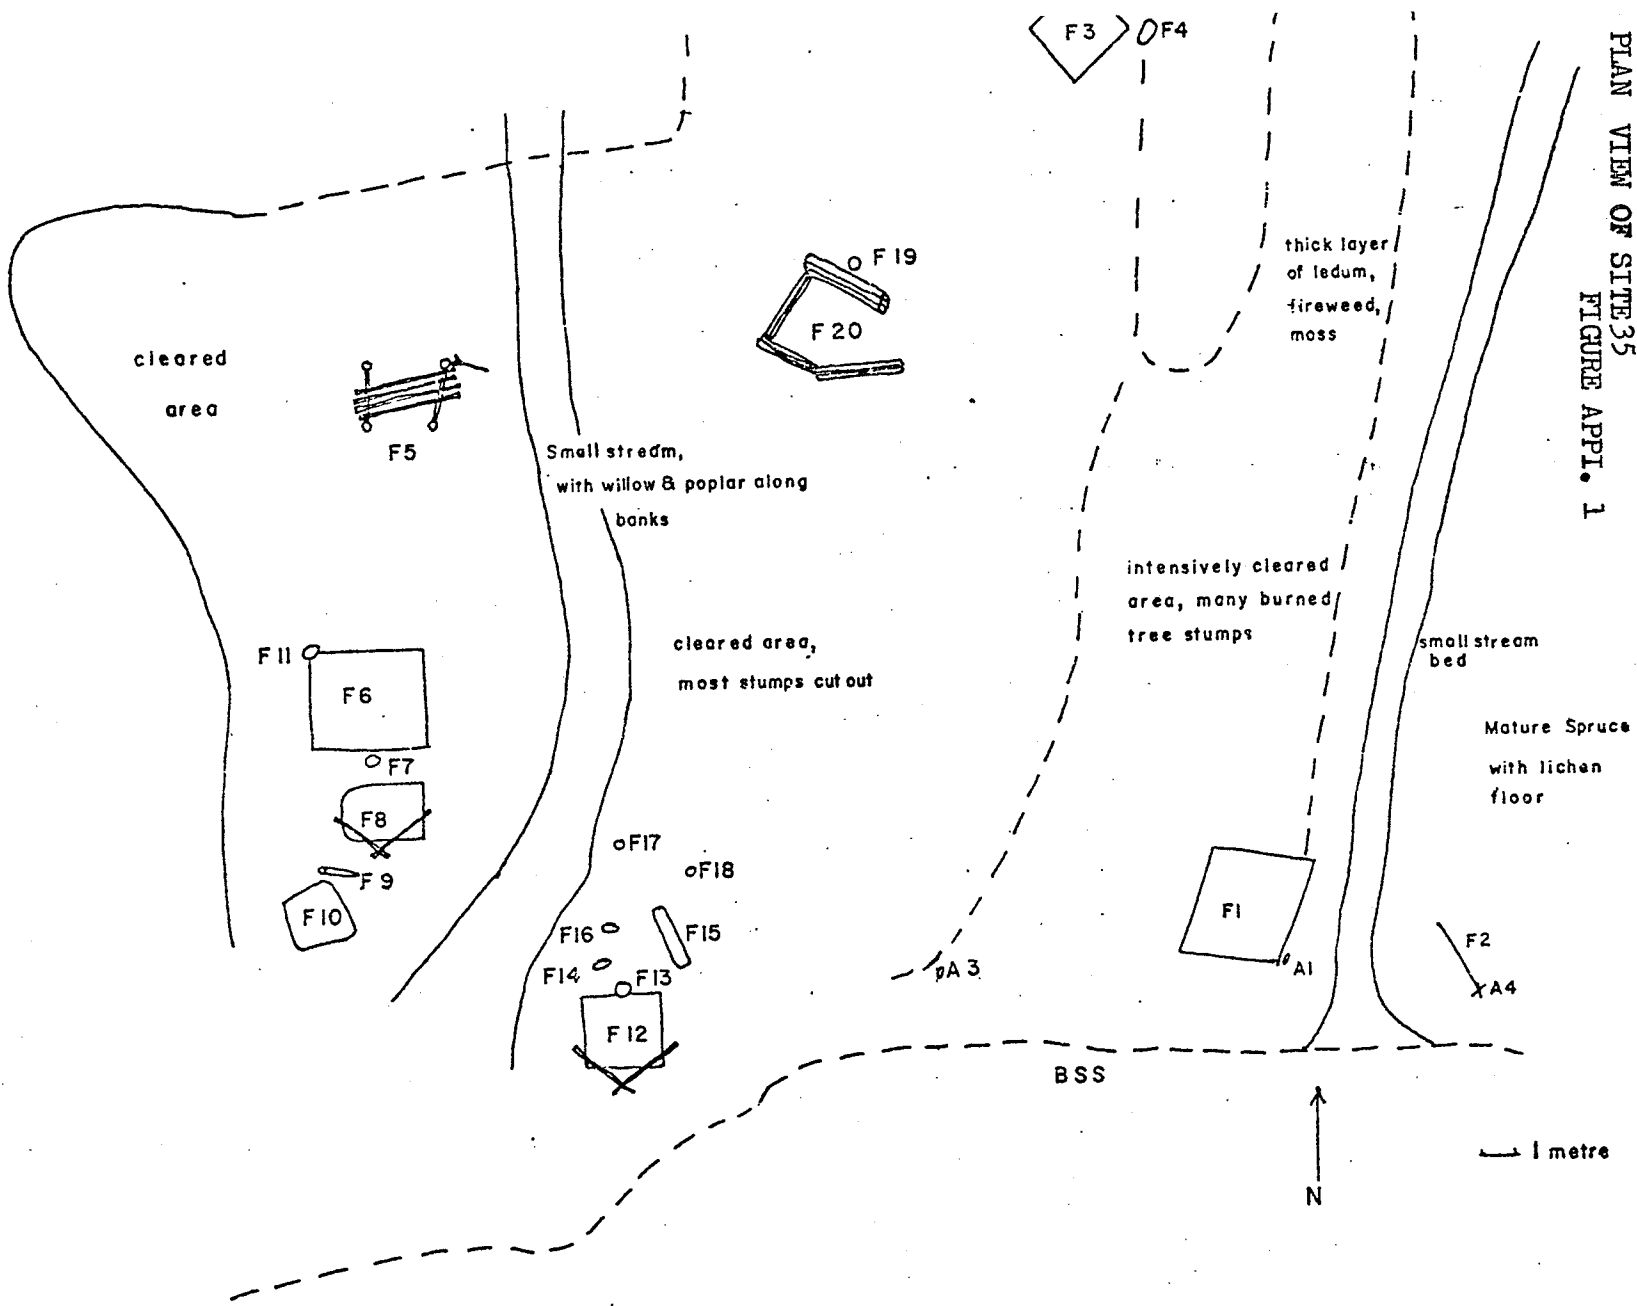 PLAN VIEW OF SITE 35
FIGURE APPI. 1
F3
F4
F19
F20
thick layer
of ledum,
fireweed,
moss
cleared
area
F5
Small stream,
with willow & poplar along
banks
intensively cleared
area, many burned
tree stumps
cleared area,
most stumps cut out
small stream
bed
Mature Spruce
with lichen
floor
F11
F6
F7
F8
F9
F10
F17
F18
F16
F15
F14
F13
F12
A3
F1
A1
F2
A4
BSS
N
1 metre